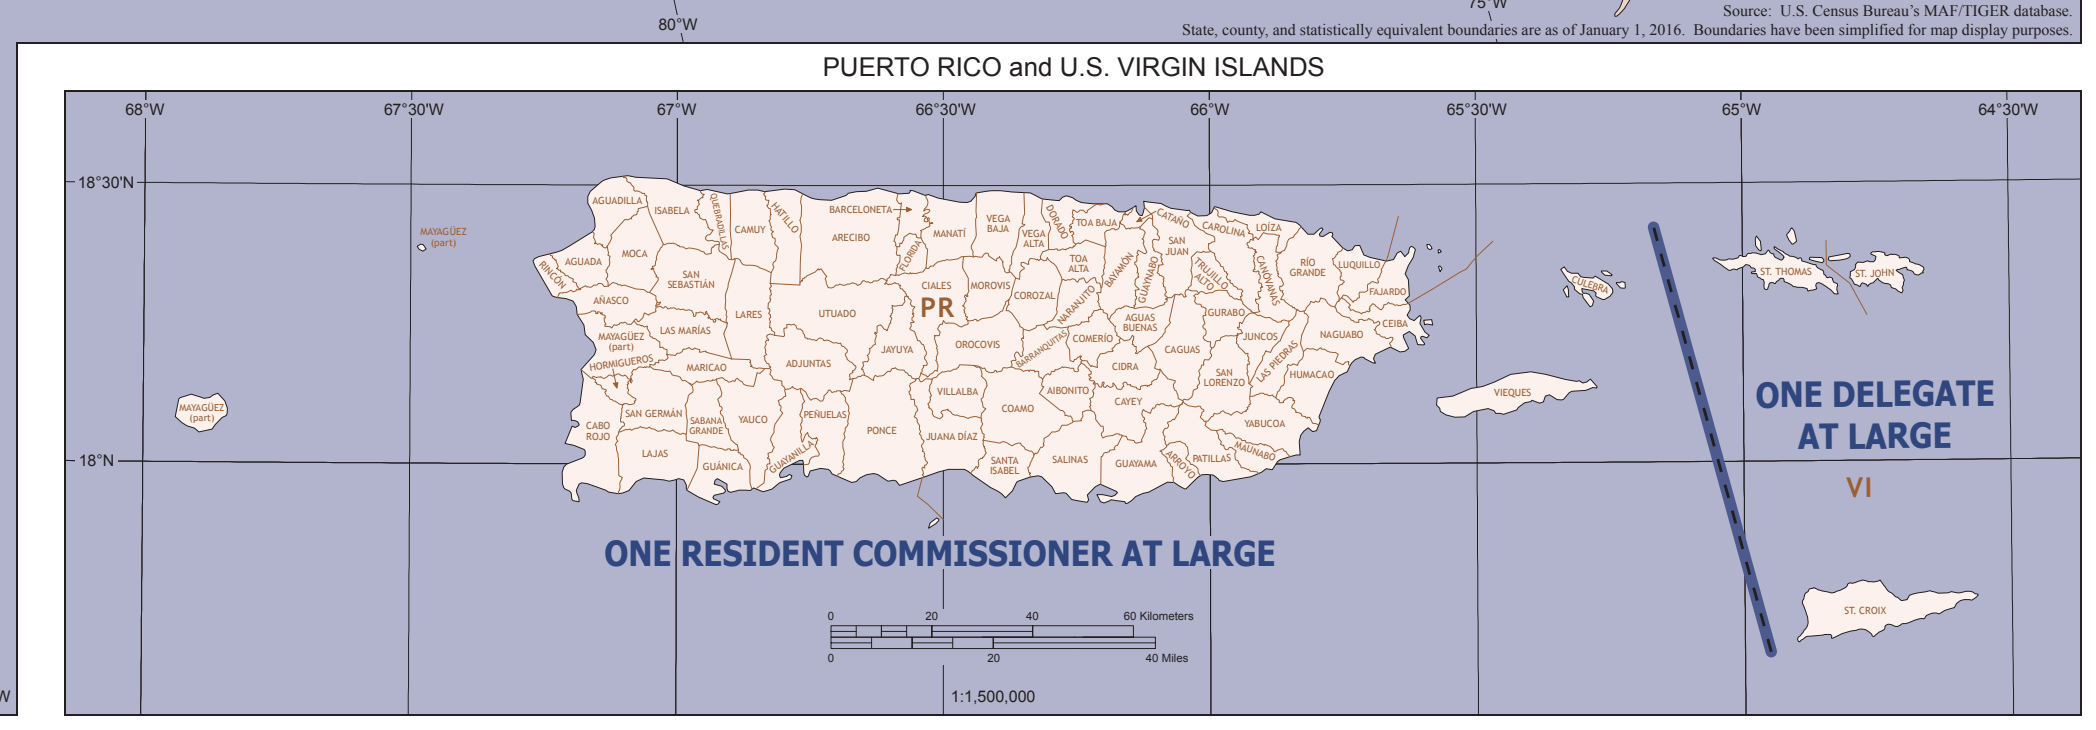 80°W
75°W
Source: U.S. Census Bureau's MAF/TIGER database.
State, county, and statistically equivalent boundaries are as of January 1, 2016. Boundaries have been simplified for map display purposes.
PUERTO RICO and U.S. VIRGIN ISLANDS
68°W
67°30'W
67°W
66°30'W
66°W
65°30'W
65°W
64°30'W
18°30'N
AGUADILLA
ISABELA
QUEBRADILLAS
CAMUY
HATILLO
BARCELONETA
ARECIBO
FLORIDA
MANATÍ
VEGA
BAJA
VEGA
ALTA
DORADO
TOA BAJA
CATAÑO
SAN
JUAN
CAROLINA
LOÍZA
MAYAGÜEZ
(part)
RINCÓN
AGUADA
MOCA
SAN
SEBASTIÁN
TOA
ALTA
BAYAMÓN
GUAYNABO
TRUJILLO
ALTO
CANÓVANAS
RÍO
GRANDE
LUQUILLO
FAJARDO
CULEBRA
ST. THOMAS
ST. JOHN
AÑASCO
LARES
UTUADO
CIALES
PR
MOROVIS
COROZAL
NARANJITO
AGUAS
BUENAS
GURABO
CEIBA
MAYAGÜEZ
(part)
LAS MARÍAS
HORMIGUEROS
MARICAO
ADJUNTAS
JAYUYA
OROCOVIS
BARRANQUITAS
COMERÍO
CIDRA
CAGUAS
JUNCOS
LAS PIEDRAS
NAGUABO
SAN
LORENZO
HUMACAO
MAYAGÜEZ
(part)
CABO
ROJO
SAN GERMÁN
SABANA
GRANDE
YAUCO
PEÑUELAS
PONCE
VILLALBA
COAMO
AIBONITO
CAYEY
YABUCOA
VIEQUES
ONE DELEGATE
AT LARGE
VI
18°N
LAJAS
GUÁNICA
GUAYANILLA
JUANA DÍAZ
SANTA
ISABEL
SALINAS
GUAYAMA
ARROYO
PATILLAS
MAUNABO
ONE RESIDENT COMMISSIONER AT LARGE
ST. CROIX
0 20 40 60 Kilometers
0 20 40 Miles
1:1,500,000
W